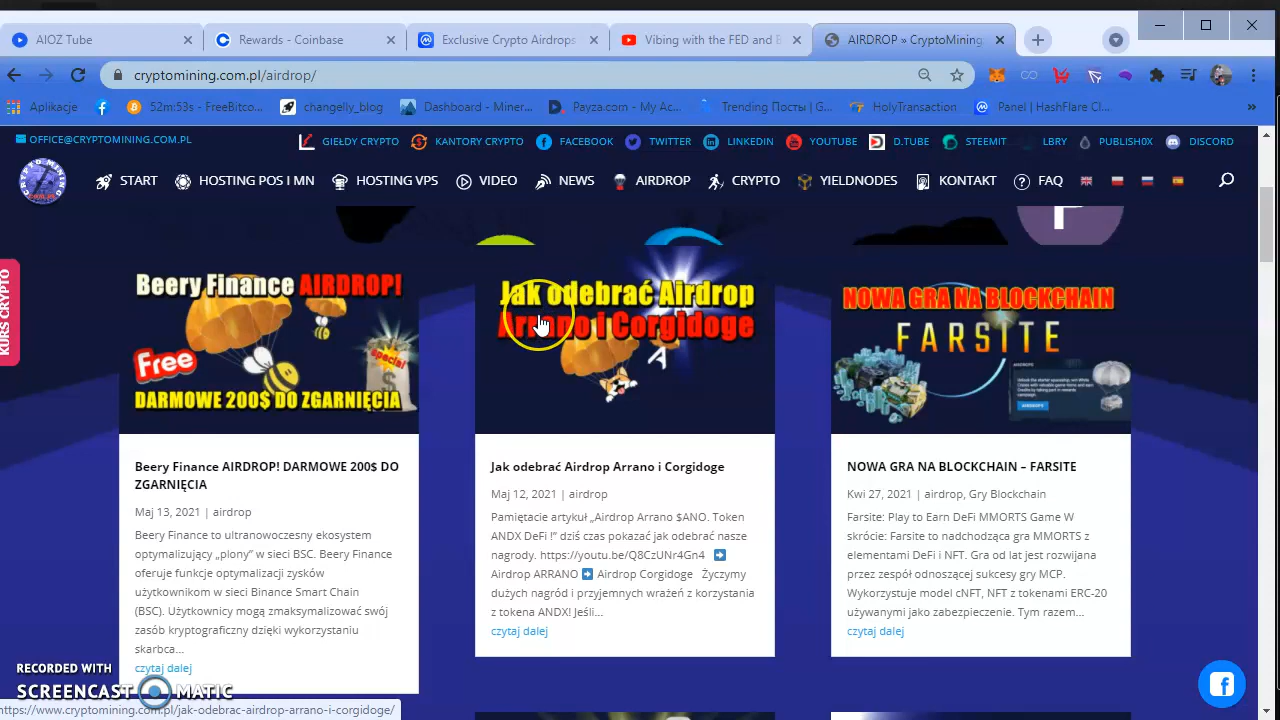 AIOZ Tube
Rewards - Coinbase
Exclusive Crypto Airdrops
Vibing with the FED and B
AIRDROP » CryptoMining
cryptomining.com.pl/airdrop/
Aplikacje
52m:53s - FreeBitco...
changelly_blog
Dashboard - Miner...
Payza.com - My Ac...
Trending Посты | G...
HolyTransaction
Panel | HashFlare Cl...
»
OFFICE@CRYPTOMINING.COM.PL
GIEŁDY CRYPTO
KANTORY CRYPTO
FACEBOOK
TWITTER
LINKEDIN
YOUTUBE
D.TUBE
STEEMIT
LBRY
PUBLISH0X
DISCORD
START
HOSTING POS I MN
HOSTING VPS
VIDEO
NEWS
AIRDROP
CRYPTO
YIELDNODES
KONTAKT
FAQ
KURS CRYPTO
Beery Finance AIRDROP!
Free
special
$
DARMOWE 200$ DO ZGARNIĘCIA
Beery Finance AIRDROP! DARMOWE 200$ DO
ZGARNIĘCIA
Maj 13, 2021 | airdrop
Beery Finance to ultranowoczesny ekosystem
optymalizujący „plony” w sieci BSC. Beery Finance
oferuje funkcje optymalizacji zysków
użytkownikom w sieci Binance Smart Chain
(BSC). Użytkownicy mogą zmaksymalizować swój
zasób kryptograficzny dzięki wykorzystaniu
skarbca...
czytaj dalej
Jak odebrać Airdrop
Arrano i Corgidoge
Jak odebrać Airdrop Arrano i Corgidoge
Maj 12, 2021 | airdrop
Pamiętacie artykuł „Airdrop Arrano $ANO. Token
ANDX DeFi !” dziś czas pokazać jak odebrać nasze
nagrody. https://youtu.be/Q8CzUNr4Gn4 ➡
Airdrop ARRANO ➡ Airdrop Corgidoge Życzymy
dużych nagród i przyjemnych wrażeń z korzystania
z tokena ANDX! Jeśli...
czytaj dalej
NOWA GRA NA BLOCKCHAIN
FARSITE
NOWA GRA NA BLOCKCHAIN – FARSITE
Kwi 27, 2021 | airdrop, Gry Blockchain
Farsite: Play to Earn DeFi MMORTS Game W
skrócie: Farsite to nadchodząca gra MMORTS z
elementami DeFi i NFT. Gra od lat jest rozwijana
przez zespół odnoszącej sukcesy gry MCP.
Wykorzystuje model cNFT, NFT z tokenami ERC-20
używanymi jako zabezpieczenie. Tym razem...
czytaj dalej
RECORDED WITH
SCREENCAST MATIC
https://www.cryptomining.com.pl/jak-odebrac-airdrop-arrano-i-corgidoge/